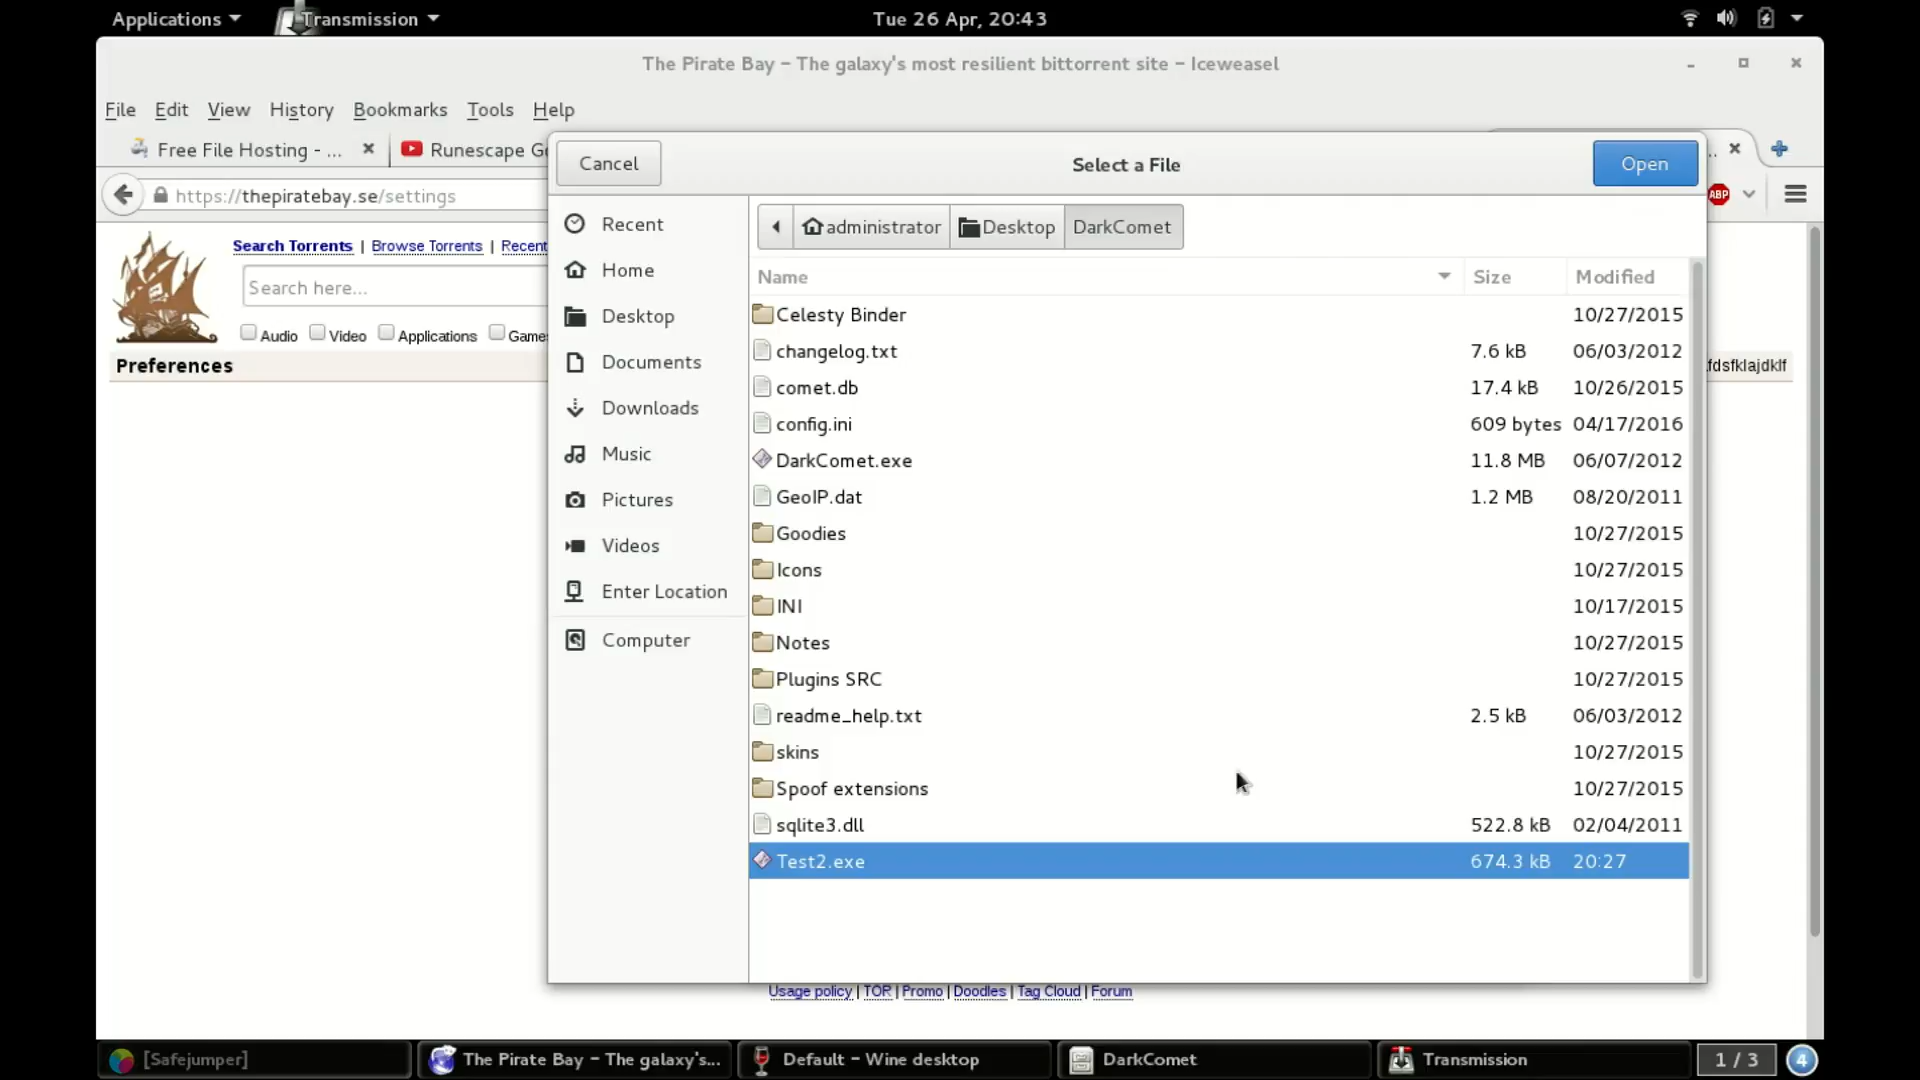 Applications Transmission Tue 26 Apr, 20:43
The Pirate Bay – The galaxy's most resilient bittorrent site – Iceweasel
File Edit View History Bookmarks Tools Help
Free File Hosting - ... Runescape G
https://thepiratebay.se/settings ABP
Search Torrents | Browse Torrents | Recent
Search here...
Audio Video Applications Games
Preferences fdsfklajdklf
Cancel Select a File Open
Recent
Home
Desktop
Documents
Downloads
Music
Pictures
Videos
Enter Location
Computer
administrator Desktop DarkComet
Name Size Modified
Celesty Binder 10/27/2015
changelog.txt 7.6 kB 06/03/2012
comet.db 17.4 kB 10/26/2015
config.ini 609 bytes 04/17/2016
DarkComet.exe 11.8 MB 06/07/2012
GeoIP.dat 1.2 MB 08/20/2011
Goodies 10/27/2015
Icons 10/27/2015
INI 10/17/2015
Notes 10/27/2015
Plugins SRC 10/27/2015
readme_help.txt 2.5 kB 06/03/2012
skins 10/27/2015
Spoof extensions 10/27/2015
sqlite3.dll 522.8 kB 02/04/2011
Test2.exe 674.3 kB 20:27
Usage policy | TOR | Promo | Doodles | Tag Cloud | Forum
[Safejumper] The Pirate Bay – The galaxy's... Default – Wine desktop DarkComet Transmission 1 / 3 4